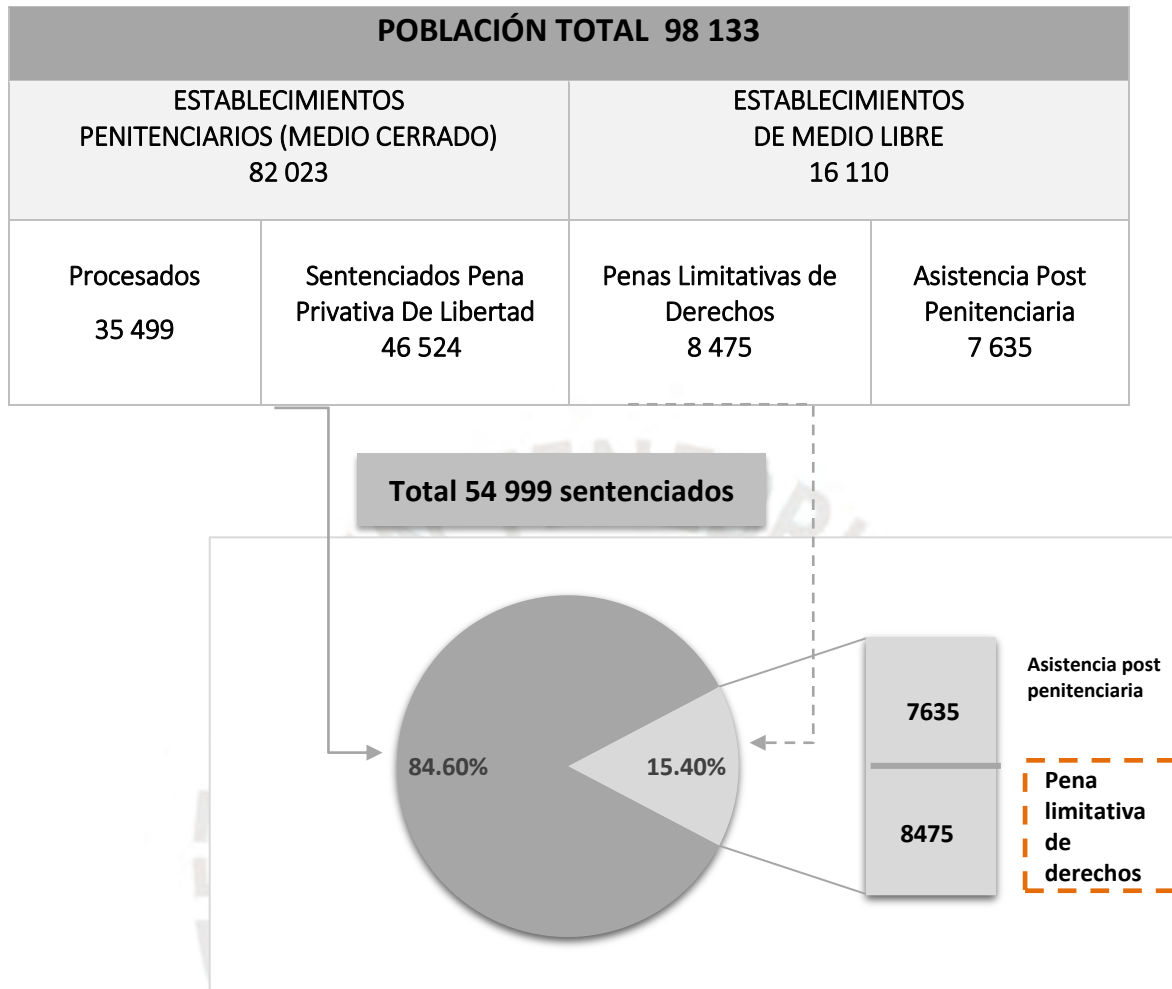 POBLACIÓN TOTAL 98 133
ESTABLECIMIENTOS
PENITENCIARIOS (MEDIO CERRADO)
82 023
ESTABLECIMIENTOS
DE MEDIO LIBRE
16 110
Procesados
35 499
Sentenciados Pena
Privativa De Libertad
46 524
Penas Limitativas de
Derechos
8 475
Asistencia Post
Penitenciaria
7 635
Total 54 999 sentenciados
84.60%
15.40%
7635
Asistencia post
penitenciaria
8475
Pena
limitativa
de
derechos